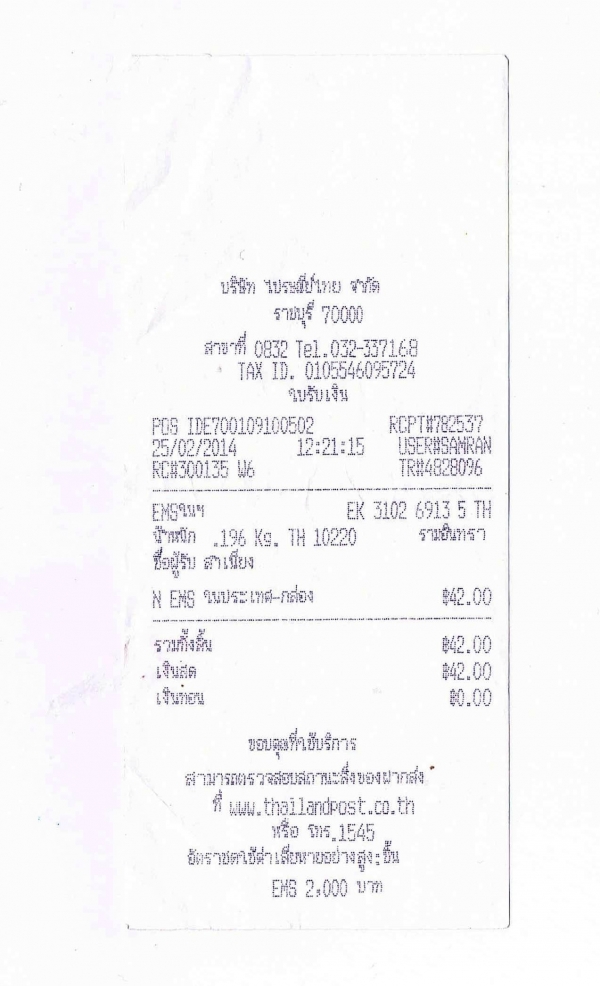 บริษัท ไปรษณีย์ไทย จำกัด
ราชบุรี 70000
สาขาที่ 0832 Tel.032-337168
TAX ID. 0105546095724
ใบรับเงิน
POS IDE700109100502 RCPT#782537
25/02/2014 12:21:15 USER#SAMRAN
RC#300135 W6 TR#4828096
EMSในฯ EK 3102 6913 5 TH
น้ำหนัก .196 Kg. TH 10220 รามอินทรา
ชื่อผู้รับ สำเนียง
N EMS ในประเทศ-กล่อง ฿42.00
รวมทั้งสิ้น ฿42.00
เงินสด ฿42.00
เงินทอน ฿0.00
ขอบคุณที่ใช้บริการ
สามารถตรวจสอบสถานะสิ่งของฝากส่ง
ที่ www.thailandpost.co.th
หรือ โทร.1545
อัตราชดใช้ค่าเสียหายอย่างสูง:ชิ้น
EMS 2,000 บาท